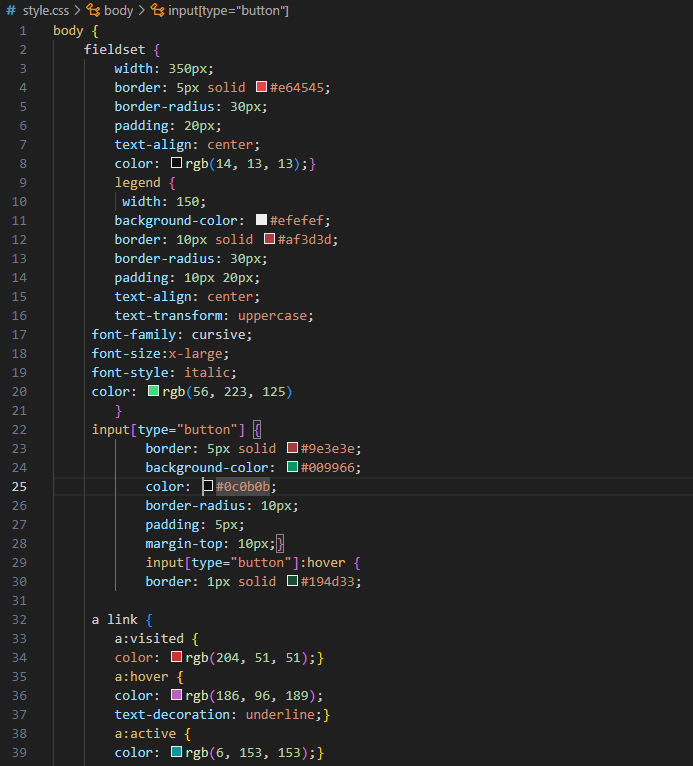 # style.css > body > input[type="button"]
1 body {
2 fieldset {
3 width: 350px;
4 border: 5px solid #e64545;
5 border-radius: 30px;
6 padding: 20px;
7 text-align: center;
8 color: rgb(14, 13, 13);}
9 legend {
10 width: 150;
11 background-color: #efefef;
12 border: 10px solid #af3d3d;
13 border-radius: 30px;
14 padding: 10px 20px;
15 text-align: center;
16 text-transform: uppercase;
17 font-family: cursive;
18 font-size:x-large;
19 font-style: italic;
20 color: rgb(56, 223, 125)
21 }
22 input[type="button"] {
23 border: 5px solid #9e3e3e;
24 background-color: #009966;
25 color: #0c0b0b;
26 border-radius: 10px;
27 padding: 5px;
28 margin-top: 10px;}
29 input[type="button"]:hover {
30 border: 1px solid #194d33;
31
32 a link {
33 a:visited {
34 color: rgb(204, 51, 51);}
35 a:hover {
36 color: rgb(186, 96, 189);
37 text-decoration: underline;}
38 a:active {
39 color: rgb(6, 153, 153);}